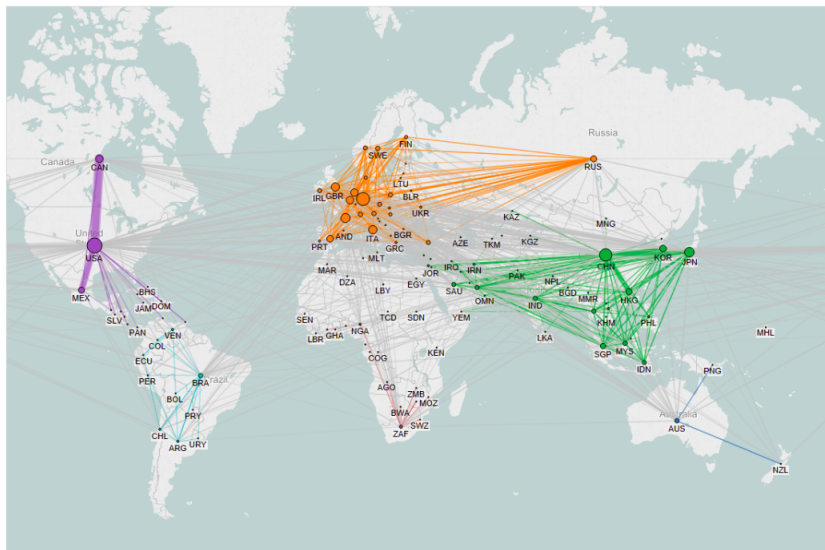 Russia
Canada
FIN
SWE
CAN
RUS
LTU
BLR
IRL
GBR
UKR
KAZ
MNG
United
AND
BGR
PRT
ITA
GRC
AZE
TKM
KGZ
USA
MLT
KOR
JPN
CHN
MAR
JOR
IRQ
IRN
PAK
NPL
DZA
LBY
EGY
SAU
OMN
BGD
MMR
HKG
MEX
BHS
JAM
DOM
IND
SLV
SEN
TCD
SDN
YEM
KHM
PHL
MHL
PAN
VEN
LBR
GHA
NGA
LKA
COL
SGP
MYS
ECU
COG
KEN
IDN
PNG
PER
BRA
razil
BOL
AGO
ZMB
MOZ
PRY
BWA
Australia
CHL
ZAF
SWZ
AUS
ARG
URY
NZL